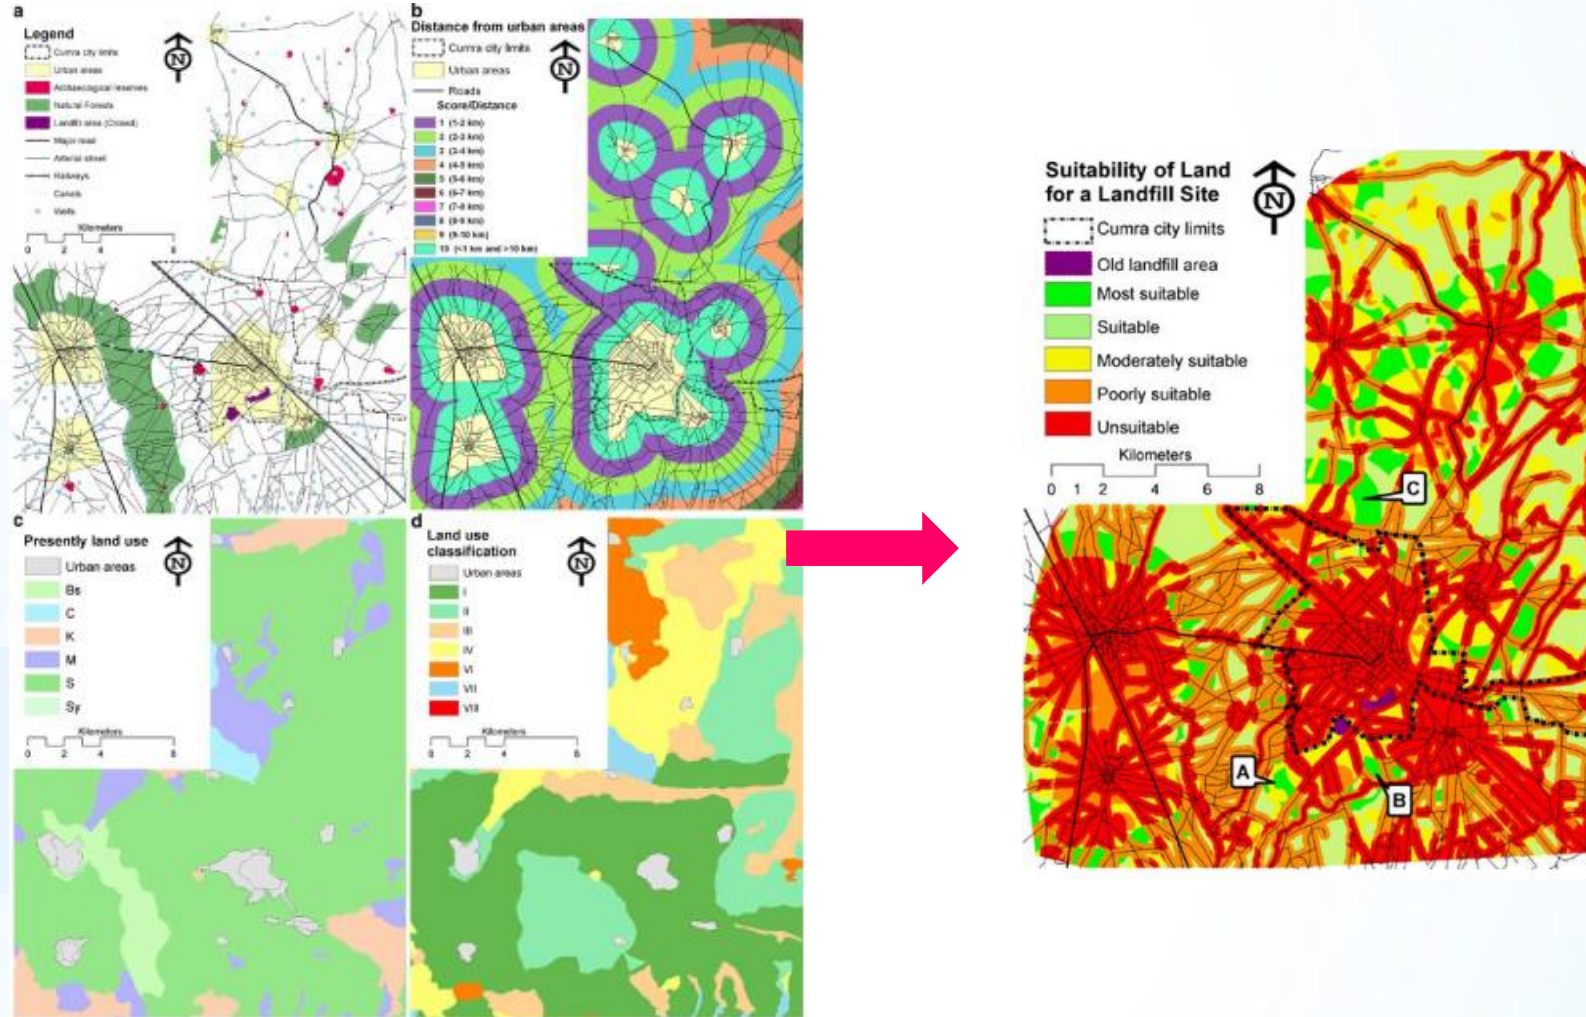 a
Legend
Cumra city limits
Urban areas
Archaeological reserves
Natural Forests
Landfill area (Closed)
Major road
Arterial street
Railways
Canals
Wells
Kilometers
0 2 4 8
b
Distance from urban areas
Cumra city limits
Urban areas
Roads
Score/Distance
1 (1-2 km)
2 (2-3 km)
3 (3-4 km)
4 (4-5 km)
5 (5-6 km)
6 (6-7 km)
7 (7-8 km)
8 (8-9 km)
9 (9-10 km)
10 (<1 km and >10 km)
N
N
c
Presently land use
Urban areas
Bs
C
K
M
S
Sy
Kilometers
0 2 4 8
N
d
Land use
classification
Urban areas
I
II
III
IV
VI
VII
VIII
Kilometers
0 2 4 8
N
Suitability of Land
for a Landfill Site
Cumra city limits
Old landfill area
Most suitable
Suitable
Moderately suitable
Poorly suitable
Unsuitable
Kilometers
0 1 2 4 6 8
N
C
A
B